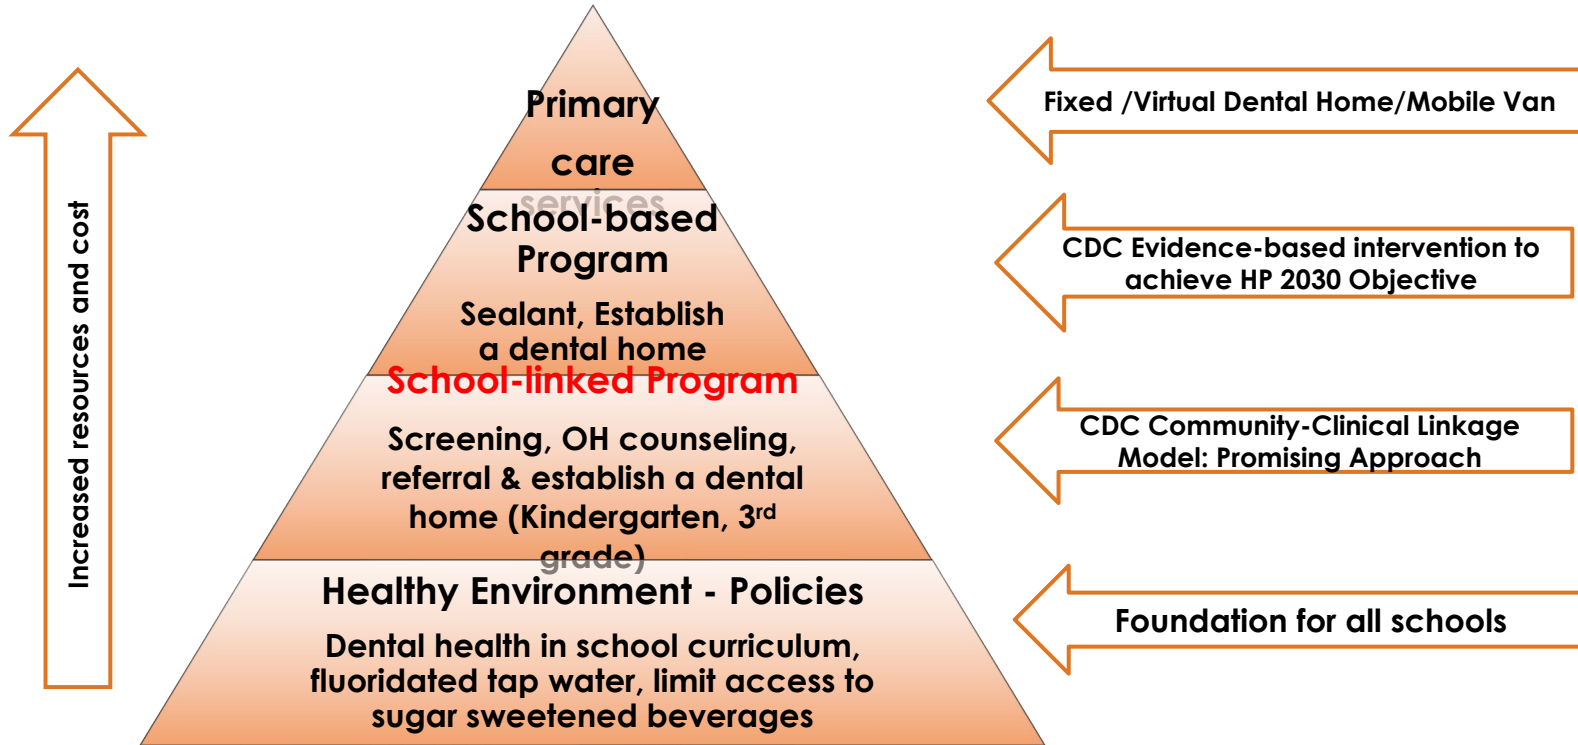 Primary
care
services
School-based
Program
Sealant, Establish
a dental home
School-linked Program
Screening, OH counseling,
referral & establish a dental
home (Kindergarten, 3rd
grade)
Healthy Environment - Policies
Dental health in school curriculum,
fluoridated tap water, limit access to
sugar sweetened beverages
Increased resources and cost
Fixed /Virtual Dental Home/Mobile Van
CDC Evidence-based intervention to
achieve HP 2030 Objective
CDC Community-Clinical Linkage
Model: Promising Approach
Foundation for all schools